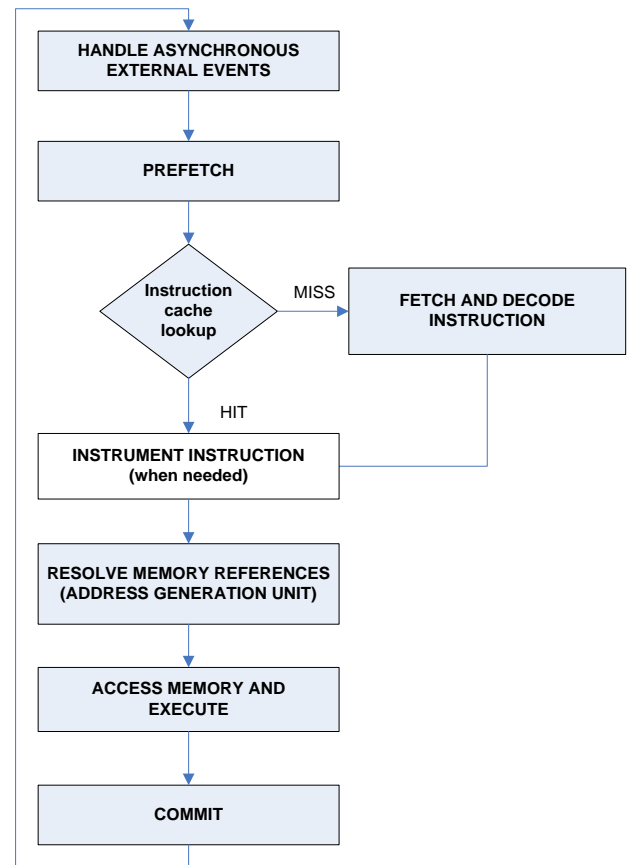 HANDLE ASYNCHRONOUS
EXTERNAL EVENTS
PREFETCH
Instruction
cache
lookup
MISS
FETCH AND DECODE
INSTRUCTION
HIT
INSTRUMENT INSTRUCTION
(when needed)
RESOLVE MEMORY REFERENCES
(ADDRESS GENERATION UNIT)
ACCESS MEMORY AND
EXECUTE
COMMIT